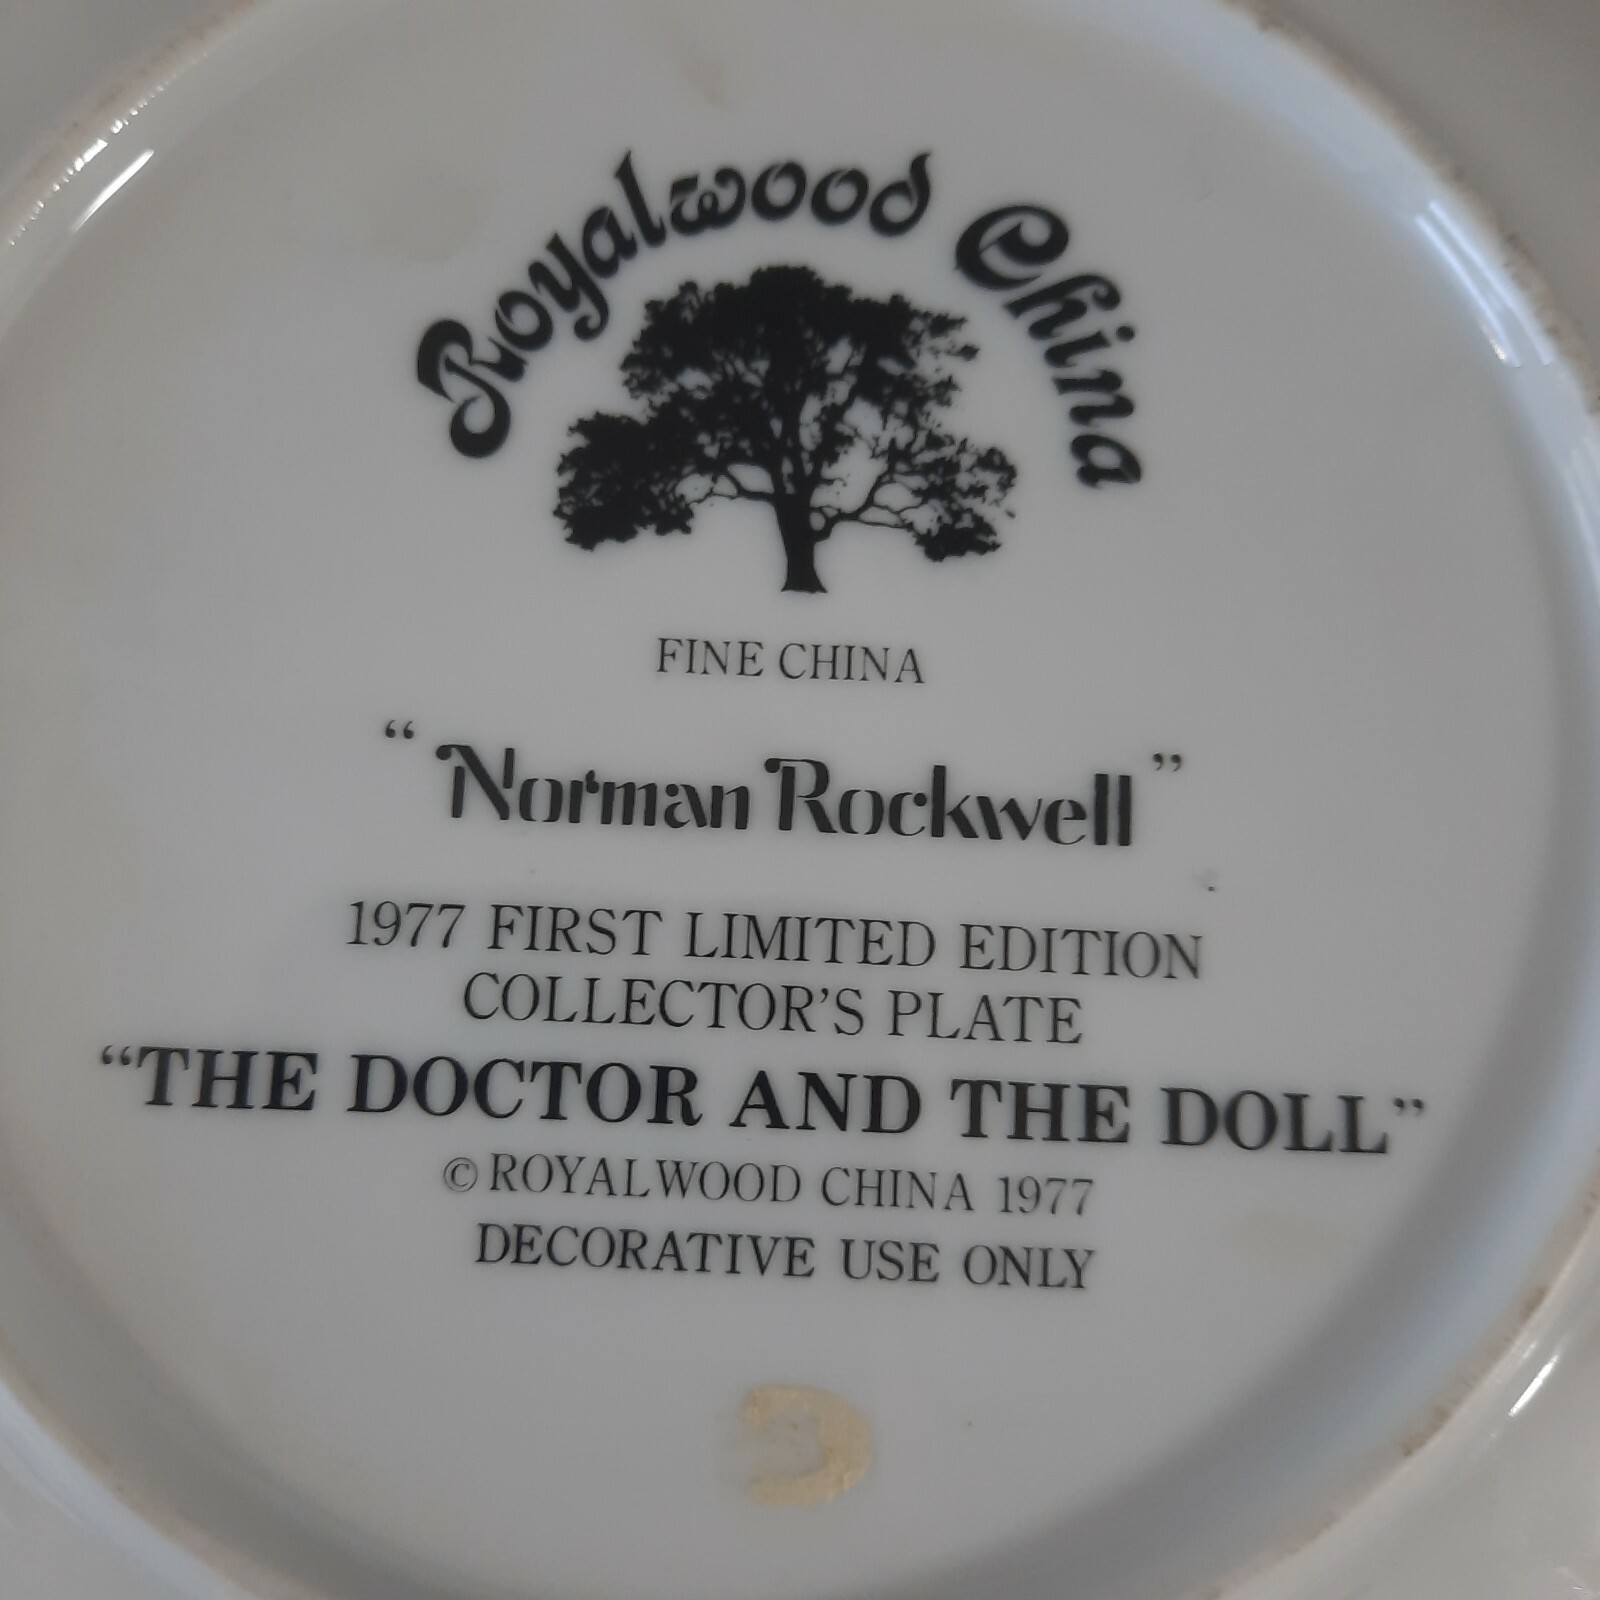 Royalwood China
FINE CHINA
“Norman Rockwell”
1977 FIRST LIMITED EDITION
COLLECTOR'S PLATE
“THE DOCTOR AND THE DOLL”
© ROYALWOOD CHINA 1977
DECORATIVE USE ONLY